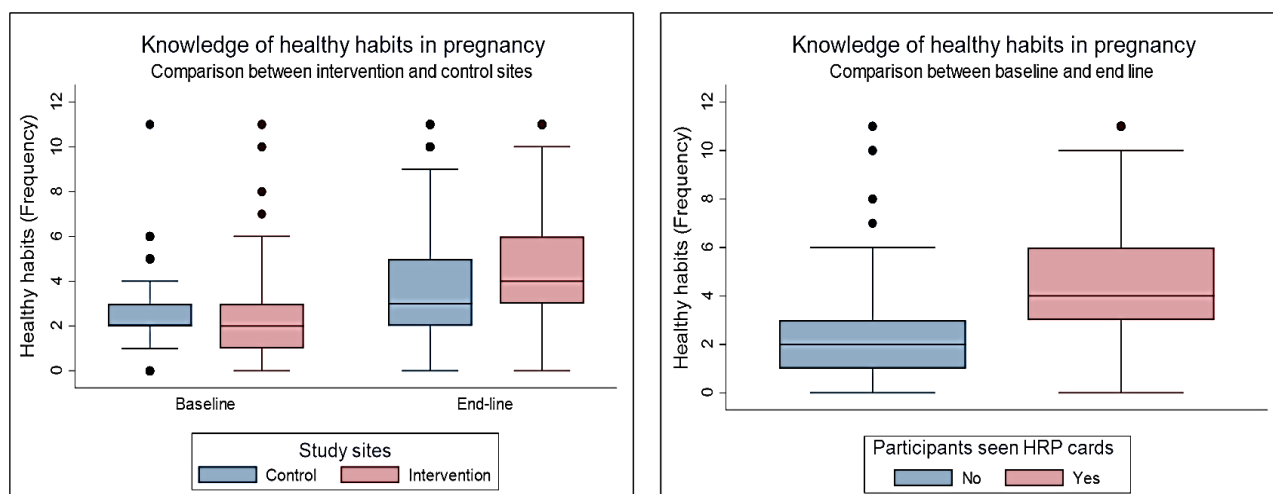 Knowledge of healthy habits in pregnancy
Comparison between intervention and control sites
Healthy habits (Frequency)
12
10
8
6
4
2
0
Baseline
End-line
Study sites
Control
Intervention
Knowledge of healthy habits in pregnancy
Comparison between baseline and end line
Healthy habits (Frequency)
12
10
8
6
4
2
0
Participants seen HRP cards
No
Yes